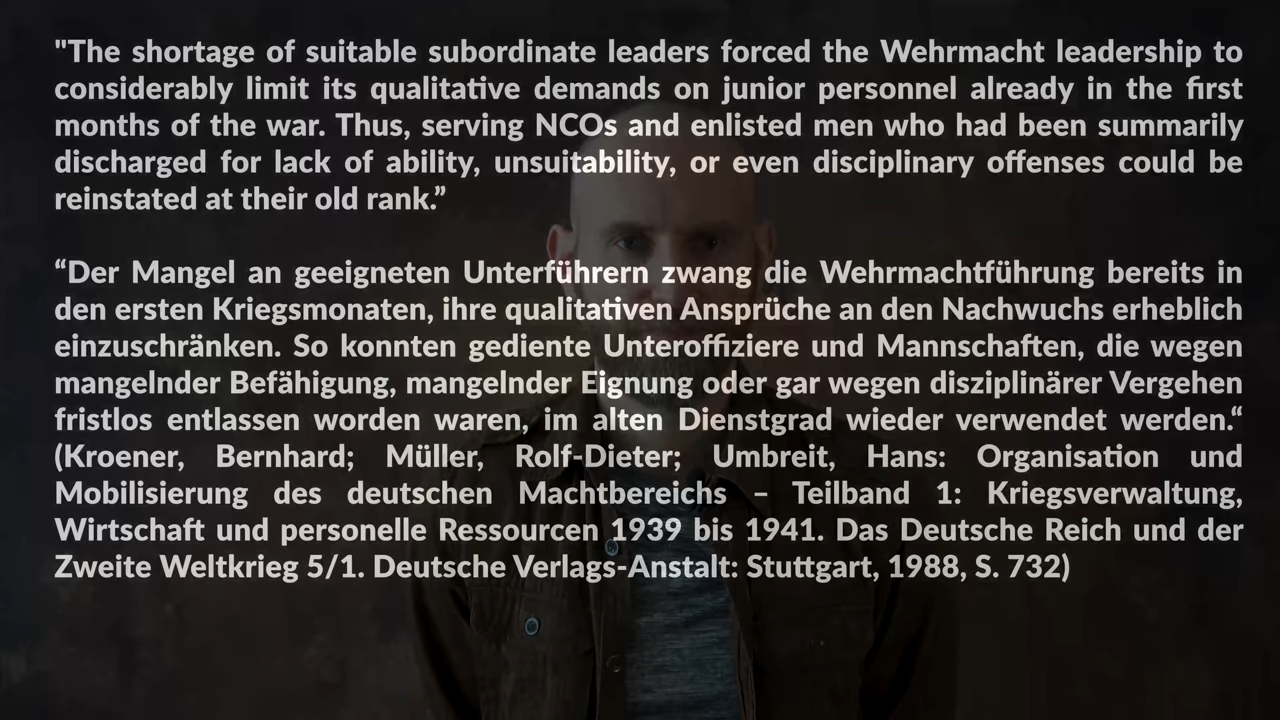 "The shortage of suitable subordinate leaders forced the Wehrmacht leadership to
considerably limit its qualitative demands on junior personnel already in the first
months of the war. Thus, serving NCOs and enlisted men who had been summarily
discharged for lack of ability, unsuitability, or even disciplinary offenses could be
reinstated at their old rank.”
“Der Mangel an geeigneten Unterführern zwang die Wehrmachtführung bereits in
den ersten Kriegsmonaten, ihre qualitativen Ansprüche an den Nachwuchs erheblich
einzuschränken. So konnten gediente Unteroffiziere und Mannschaften, die wegen
mangelnder Befähigung, mangelnder Eignung oder gar wegen disziplinärer Vergehen
fristlos entlassen worden waren, im alten Dienstgrad wieder verwendet werden.“
(Kroener, Bernhard; Müller, Rolf-Dieter; Umbreit, Hans: Organisation und
Mobilisierung des deutschen Machtbereichs – Teilband 1: Kriegsverwaltung,
Wirtschaft und personelle Ressourcen 1939 bis 1941. Das Deutsche Reich und der
Zweite Weltkrieg 5/1. Deutsche Verlags-Anstalt: Stuttgart, 1988, S. 732)